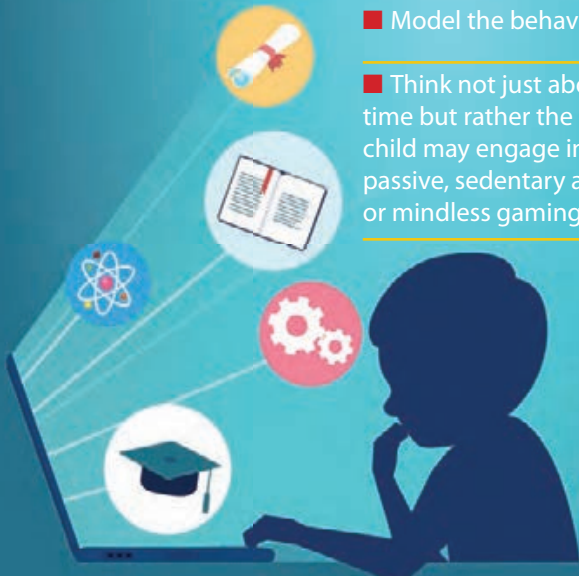 Model the behav
Think not just abo
time but rather the
child may engage in
passive, sedentary a
or mindless gaming